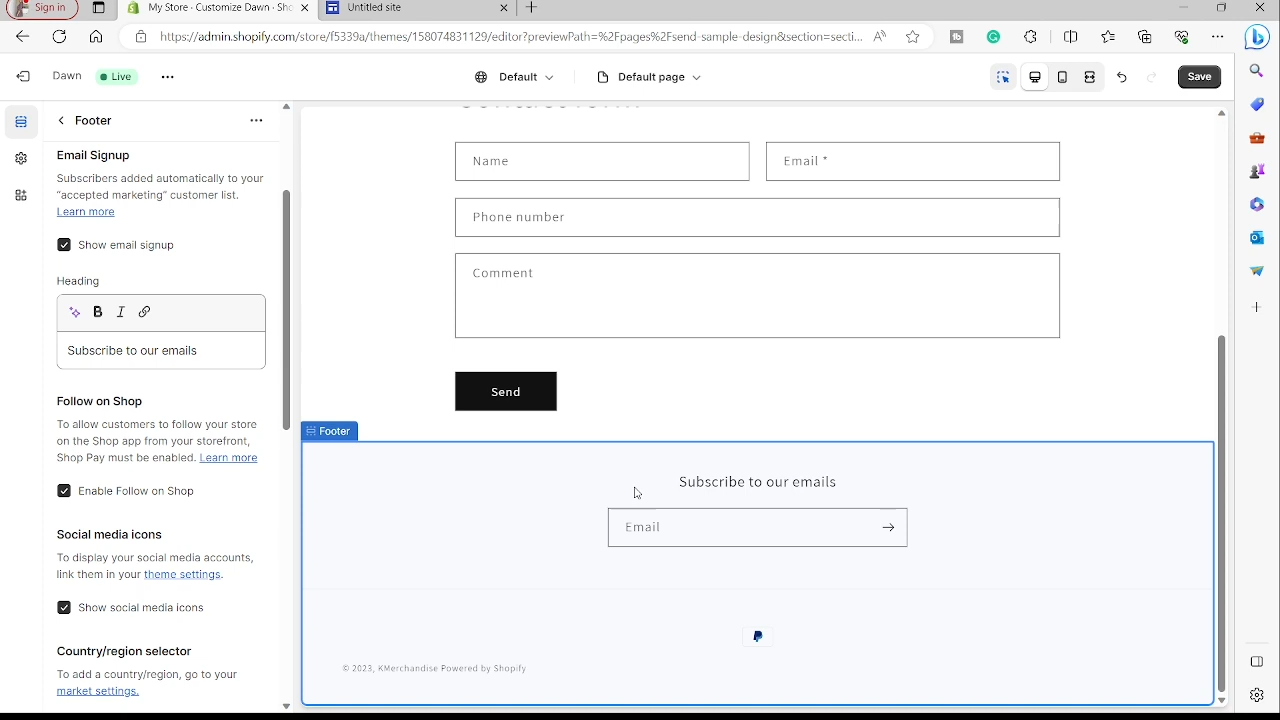 Sign in
My Store · Customize Dawn · Sho
Untitled site
https://admin.shopify.com/store/f5339a/themes/158074831129/editor?previewPath=%2Fpages%2Fsend-sample-design&section=secti...
Dawn
Live
Default
Default page
Save
Footer
Email Signup
Subscribers added automatically to your
“accepted marketing” customer list.
Learn more
Show email signup
Heading
B I
Subscribe to our emails
Follow on Shop
To allow customers to follow your store
on the Shop app from your storefront,
Shop Pay must be enabled. Learn more
Enable Follow on Shop
Social media icons
To display your social media accounts,
link them in your theme settings.
Show social media icons
Country/region selector
To add a country/region, go to your
market settings.
Name
Email *
Phone number
Comment
Send
Footer
Subscribe to our emails
Email
© 2023, KMerchandise Powered by Shopify